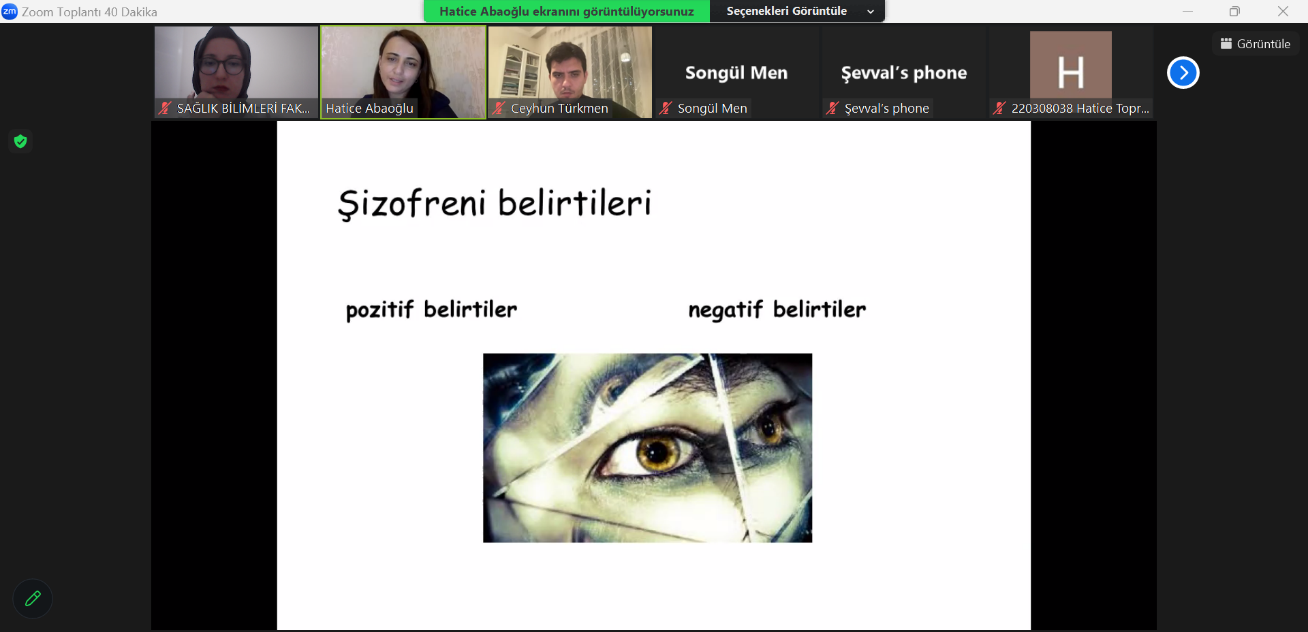 zm Zoom Toplantı 40 Dakika
Hatice Abaoğlu ekranını görüntülüyorsunuz
Seçenekleri Görüntüle
Görüntüle
SAĞLIK BİLİMLERİ FAK...
Hatice Abaoğlu
Ceyhun Türkmen
Songül Men
Songül Men
Şevval's phone
Şevval's phone
H
220308038 Hatice Topr...
Şizofreni belirtileri
pozitif belirtiler
negatif belirtiler